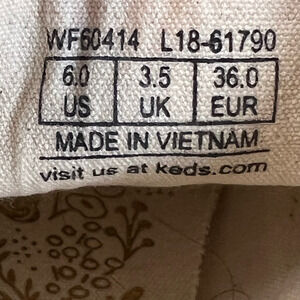 WF60414 L18-61790
6.0 3.5 36.0
US UK EUR
MADE IN VIETNAM
visit us at keds.com